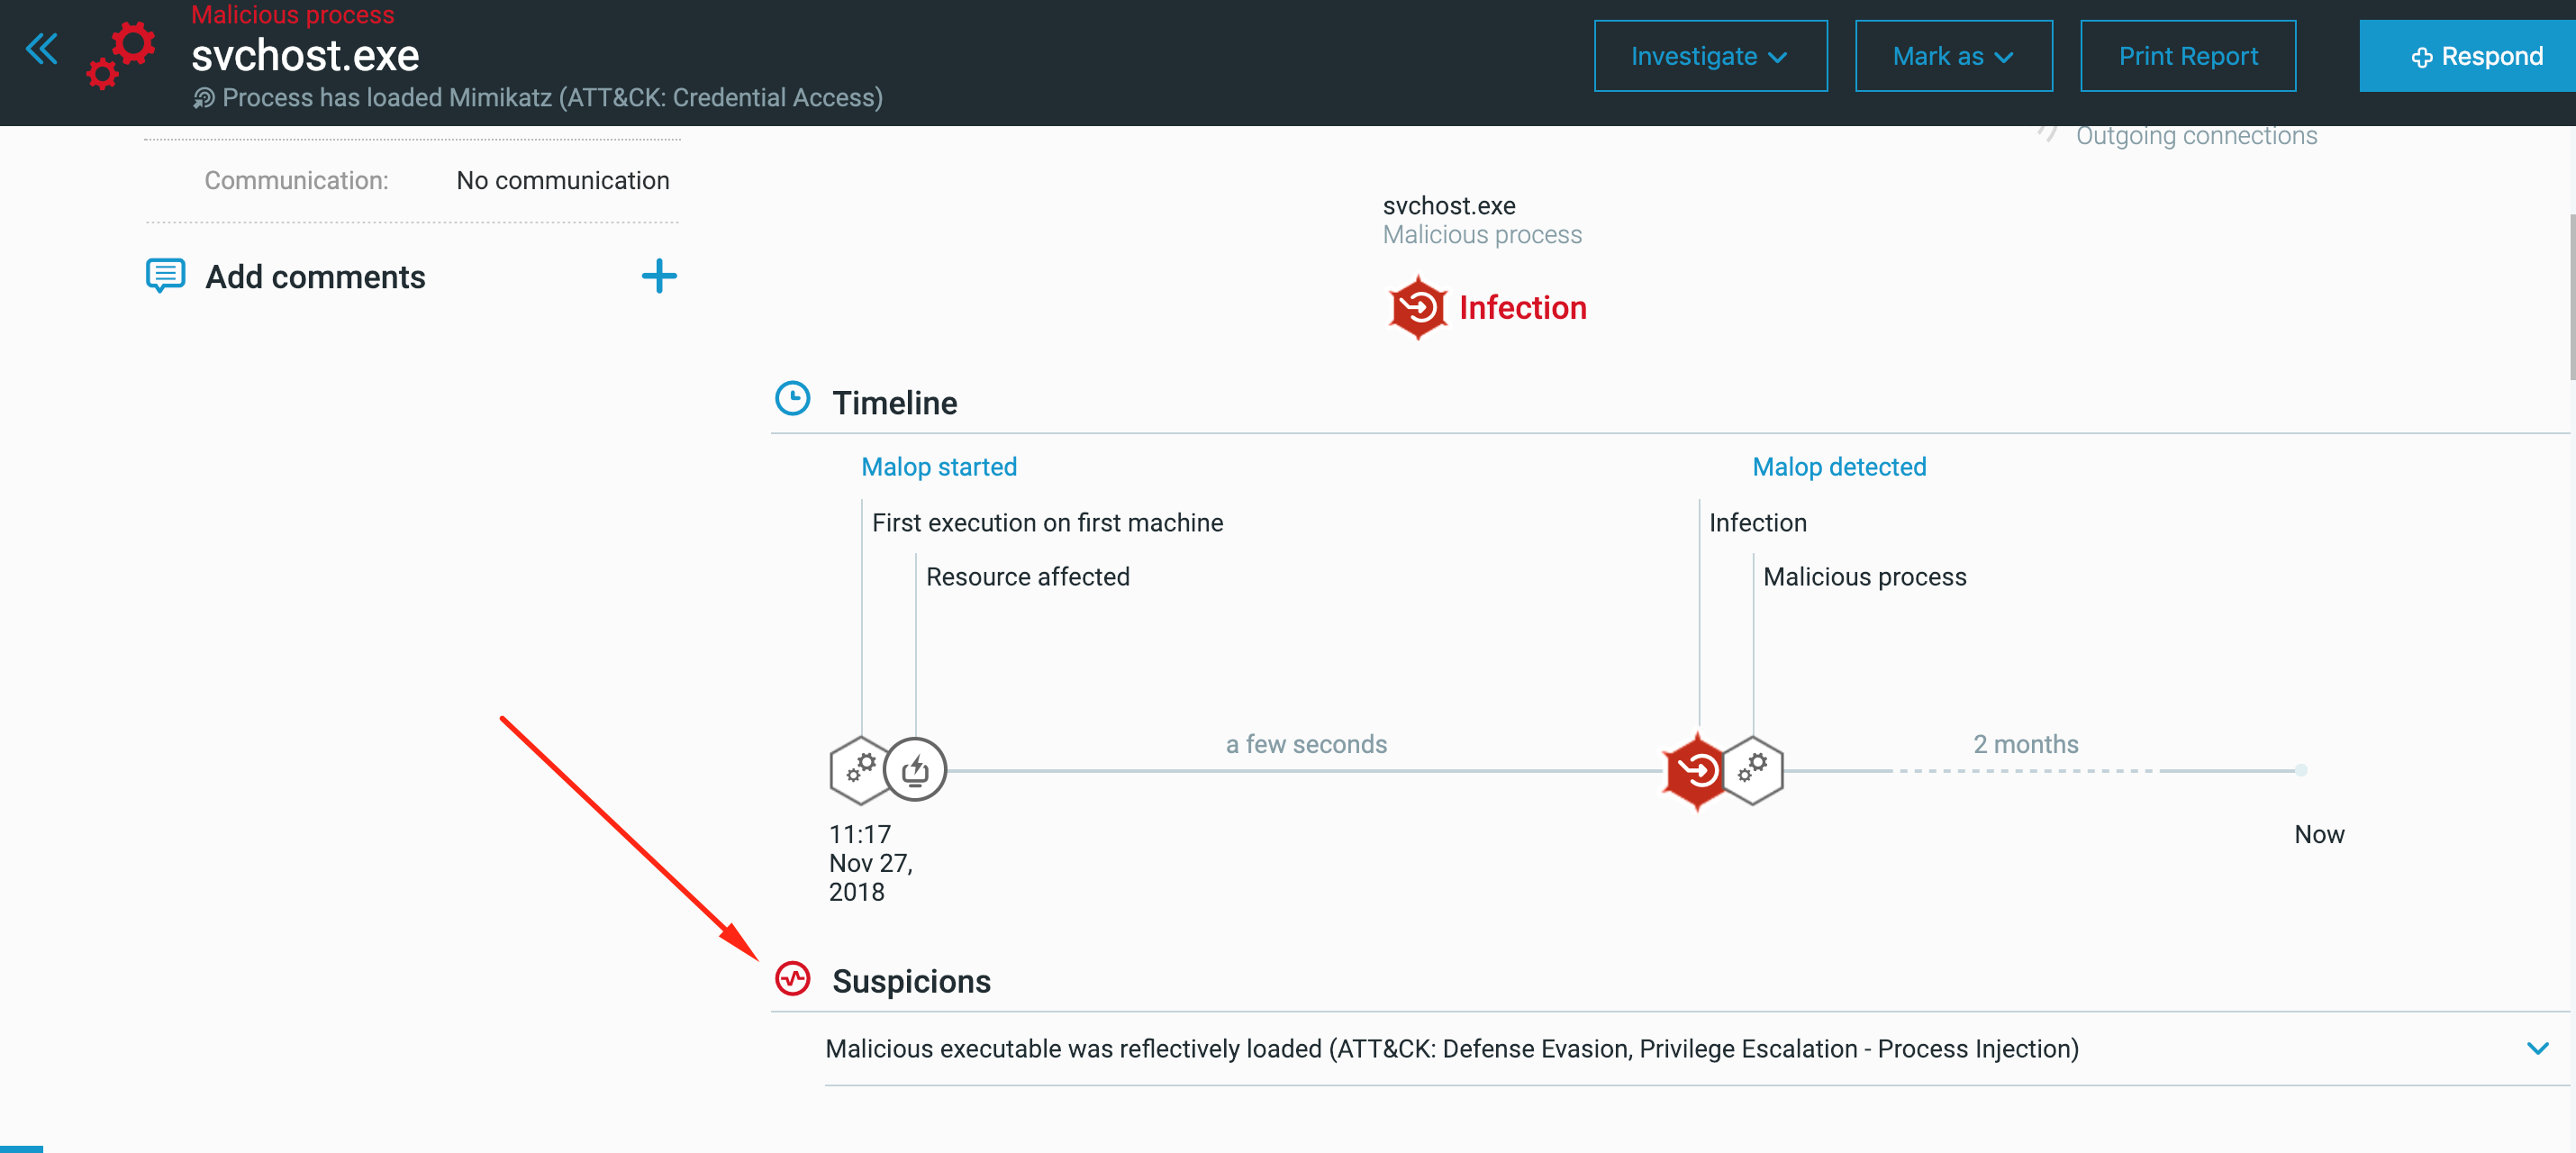 Malicious process
svchost.exe
Process has loaded Mimikatz (ATT&CK: Credential Access)
Investigate
Mark as
Print Report
Respond
Outgoing connections
Communication: No communication
Add comments
svchost.exe
Malicious process
Infection
Timeline
Malop started
Malop detected
First execution on first machine
Infection
Resource affected
Malicious process
a few seconds
2 months
11:17
Nov 27,
2018
Now
Suspicions
Malicious executable was reflectively loaded (ATT&CK: Defense Evasion, Privilege Escalation - Process Injection)